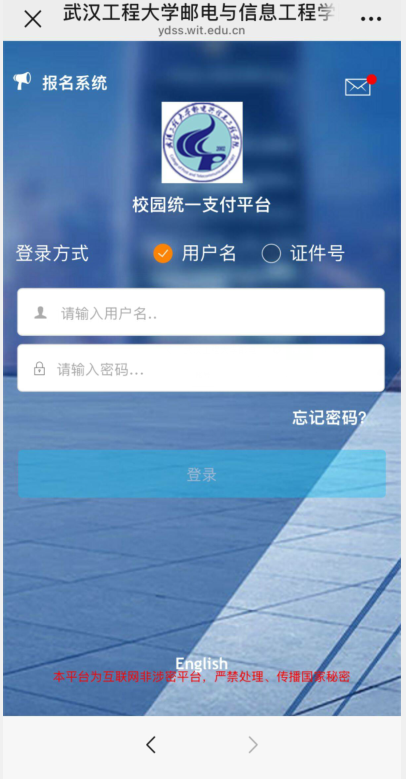 武汉工程大学邮电与信息工程学
ydss.wit.edu.cn
报名系统
校园统一支付平台
登录方式 用户名 证件号
请输入用户名..
请输入密码...
忘记密码?
登录
English
本平台为互联网非涉密平台，严禁处理、传播国家秘密